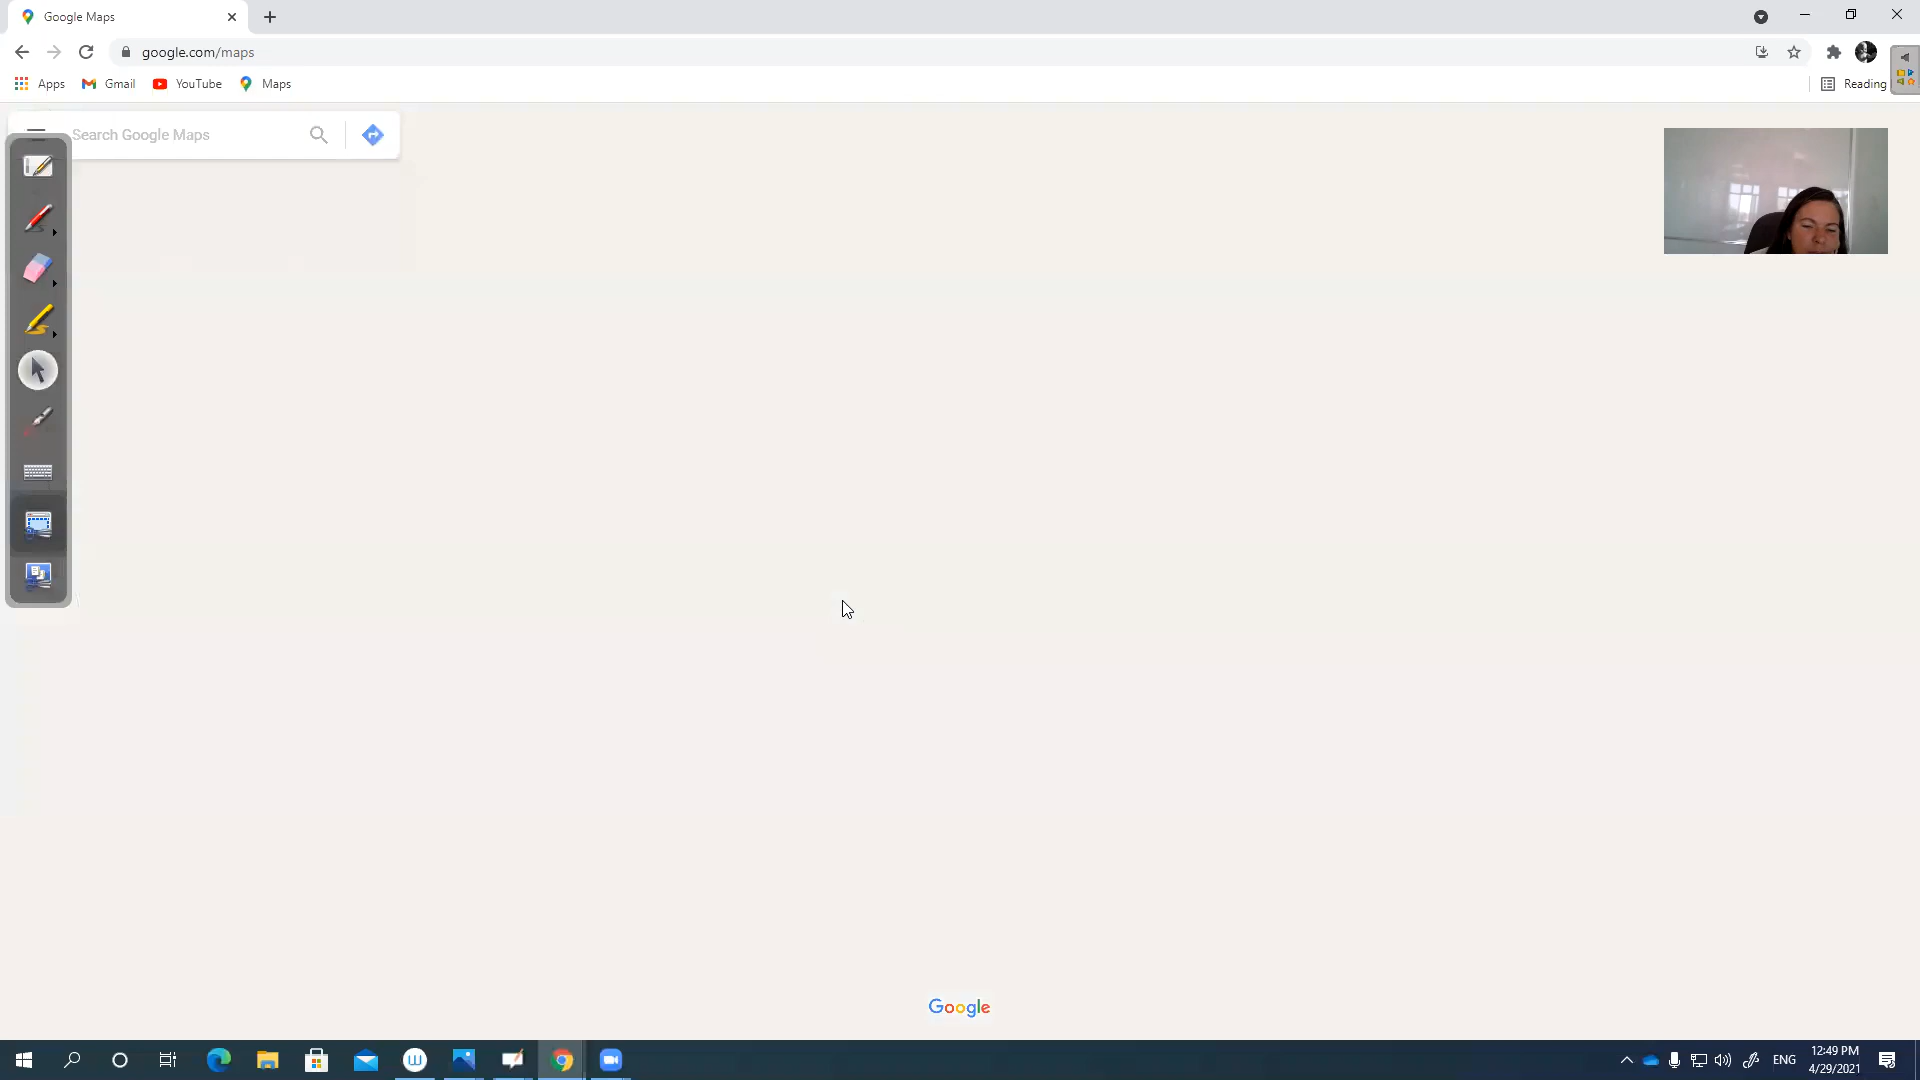 Google Maps
google.com/maps
Apps
Gmail
YouTube
Maps
Reading
Search Google Maps
Google
ENG
12:49 PM
4/29/2021